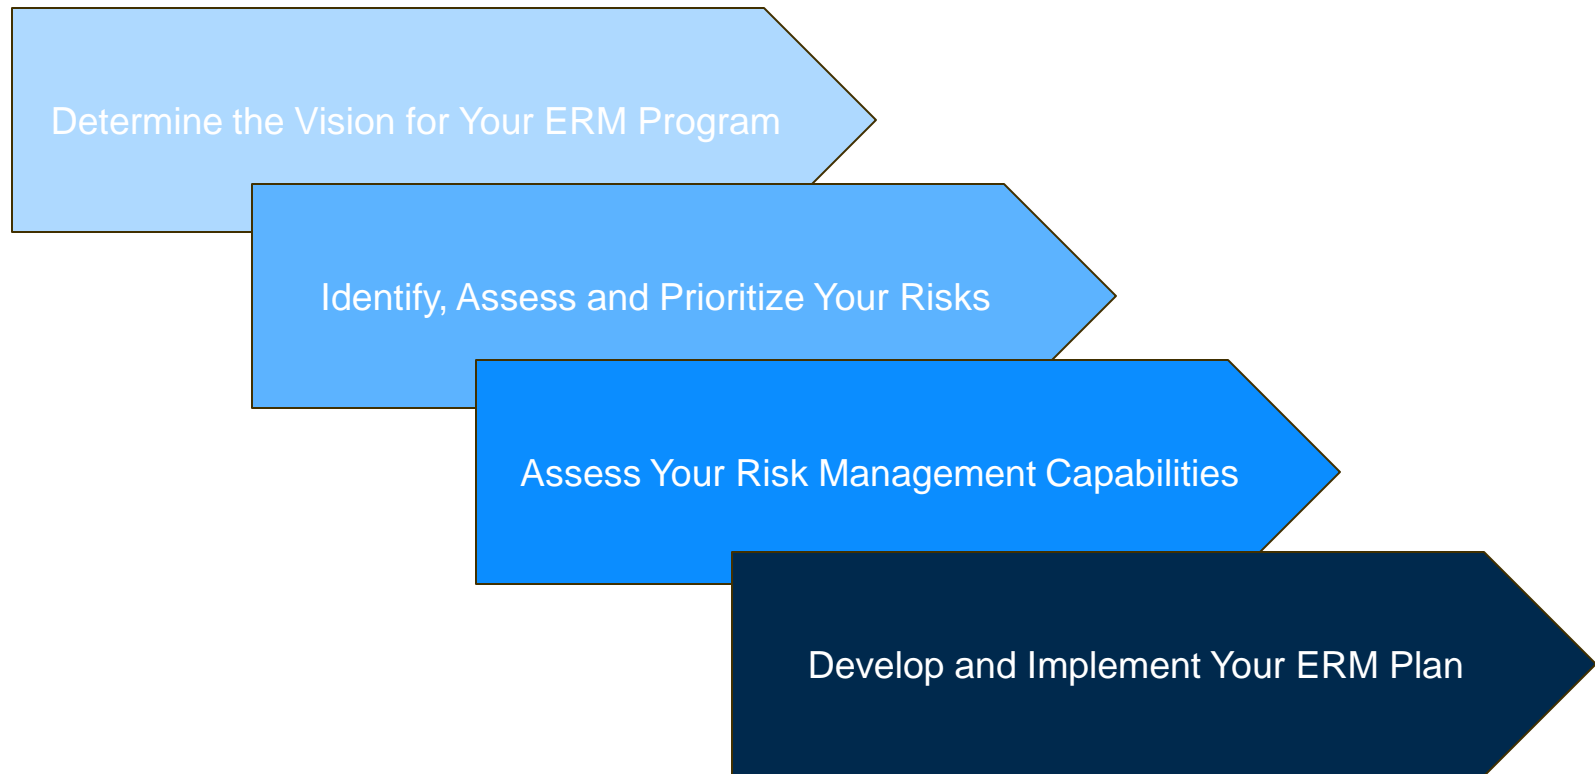 Determine the Vision for Your ERM Program
Identify, Assess and Prioritize Your Risks
Assess Your Risk Management Capabilities
Develop and Implement Your ERM Plan